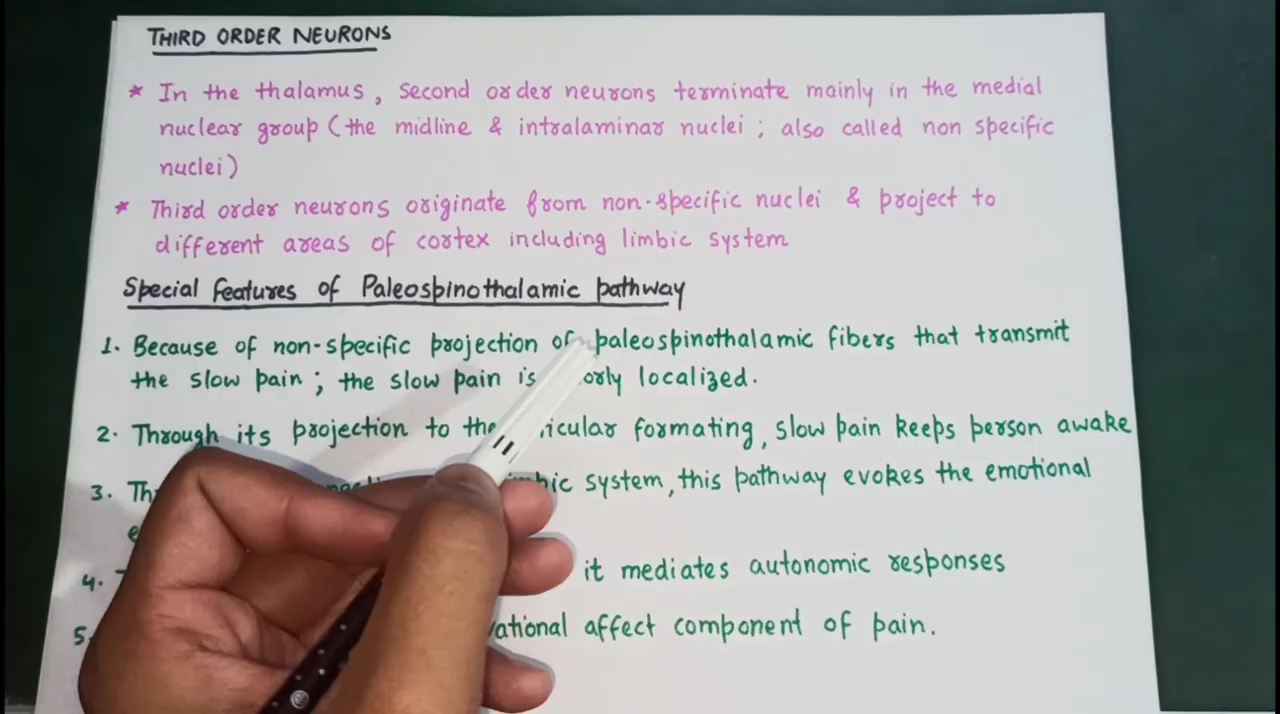 THIRD ORDER NEURONS
* In the thalamus, second order neurons terminate mainly in the medial
nuclear group (the midline & intralaminar nuclei ; also called non specific
nuclei)
* Third order neurons originate from non-specific nuclei & project to
different areas of cortex including limbic system
Special features of Paleospinothalamic pathway
1. Because of non-specific projection of paleospinothalamic fibers that transmit
the slow pain ; the slow pain is localized.
2. Through its projection to the formating, slow pain keeps person awake
3. system, this pathway evokes the emotional
4. it mediates autonomic responses
5. affect component of pain.